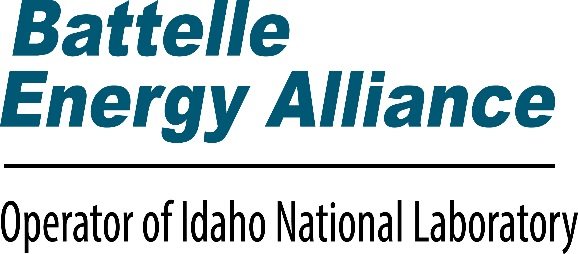 Battelle
Energy Alliance
Operator of Idaho National Laboratory